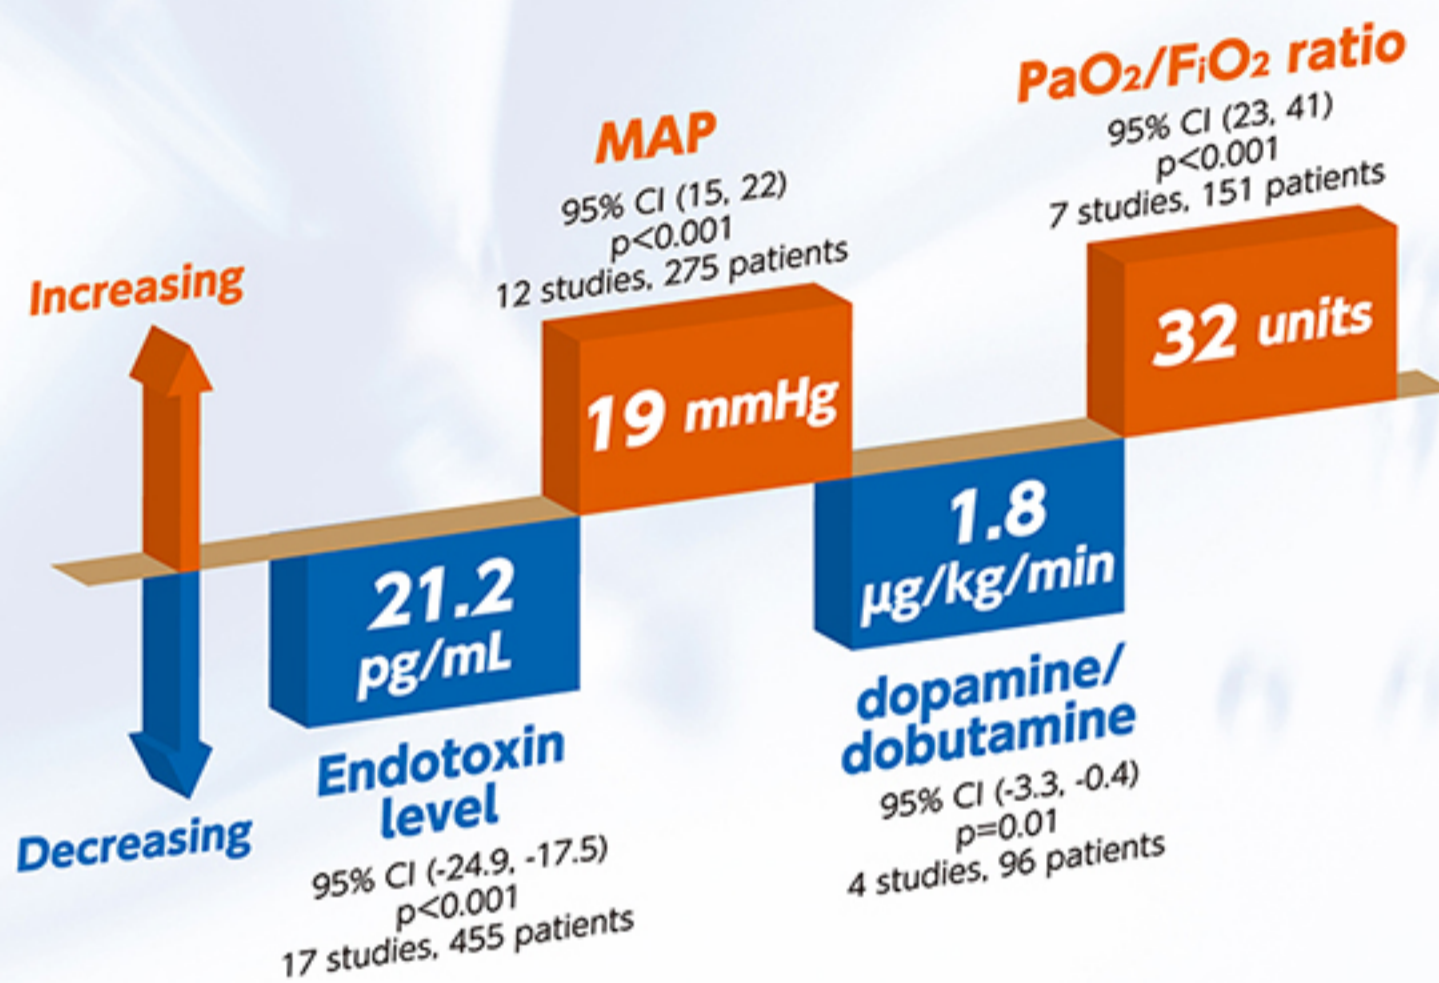 Increasing
Decreasing
21.2
pg/mL
Endotoxin
level
95% CI (-24.9, -17.5)
p<0.001
17 studies, 455 patients
MAP
95% CI (15, 22)
p<0.001
12 studies, 275 patients
19 mmHg
1.8
µg/kg/min
dopamine/
dobutamine
95% CI (-3.3, -0.4)
p=0.01
4 studies, 96 patients
PaO₂/FiO₂ ratio
95% CI (23, 41)
p<0.001
7 studies, 151 patients
32 units